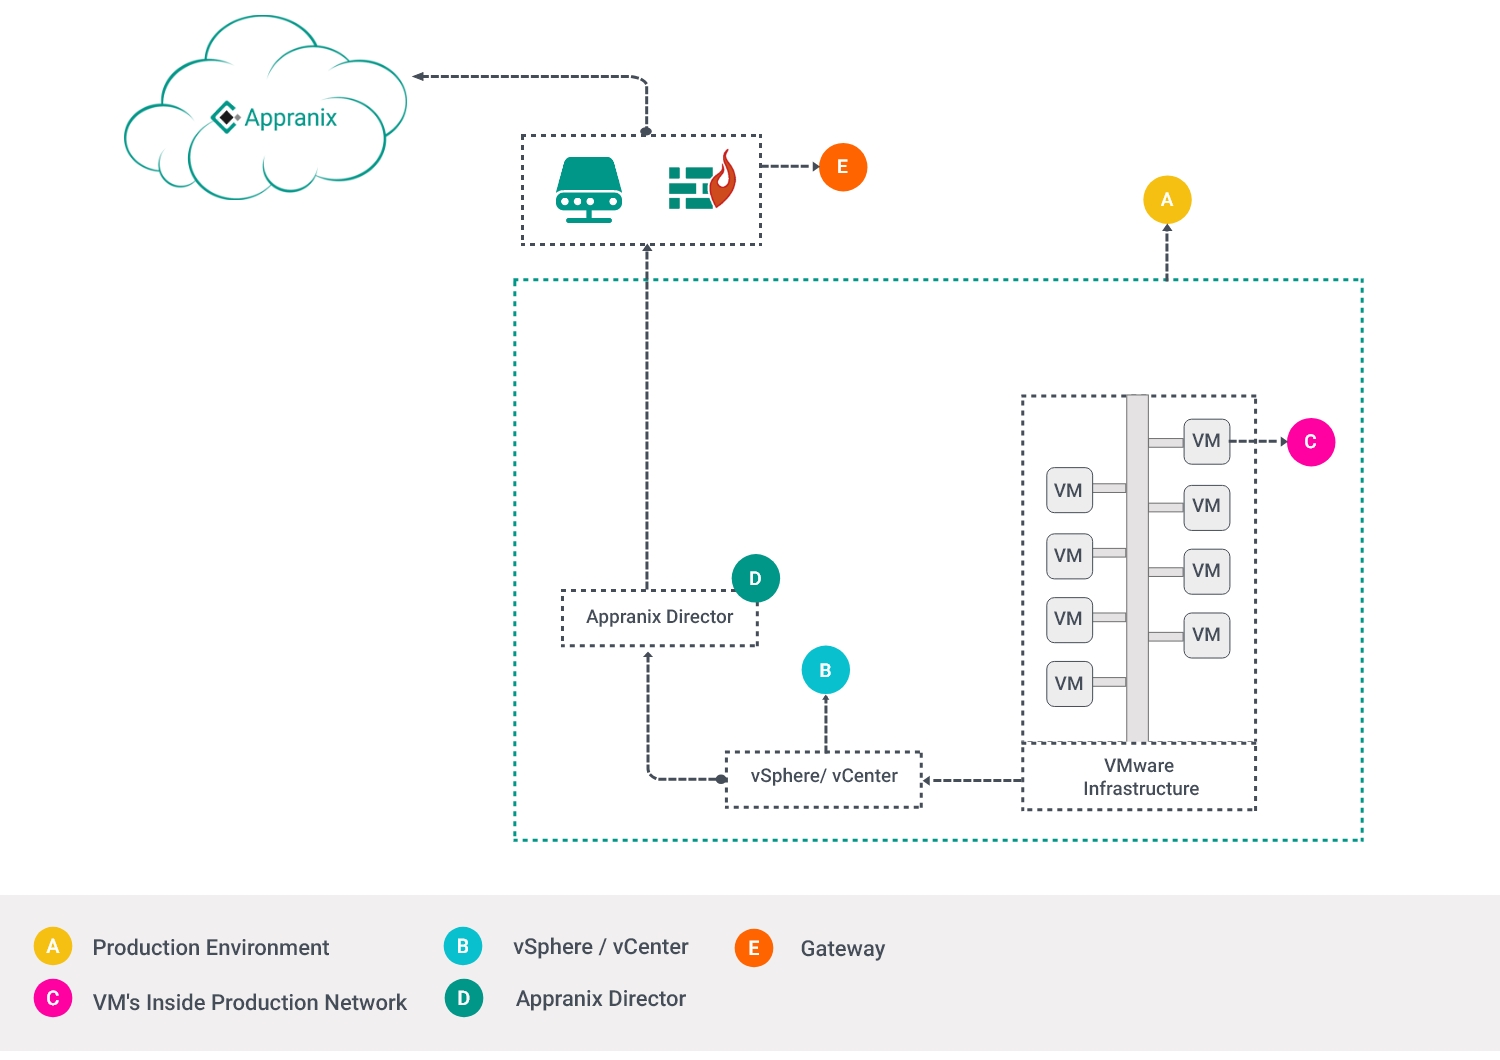 Appranix
E
A
VM
C
VM
VM
VM
VM
VM
VM
VM
D
Appranix Director
B
vSphere/ vCenter
VMware
Infrastructure
A
Production Environment
B
vSphere / vCenter
E
Gateway
C
VM's Inside Production Network
D
Appranix Director